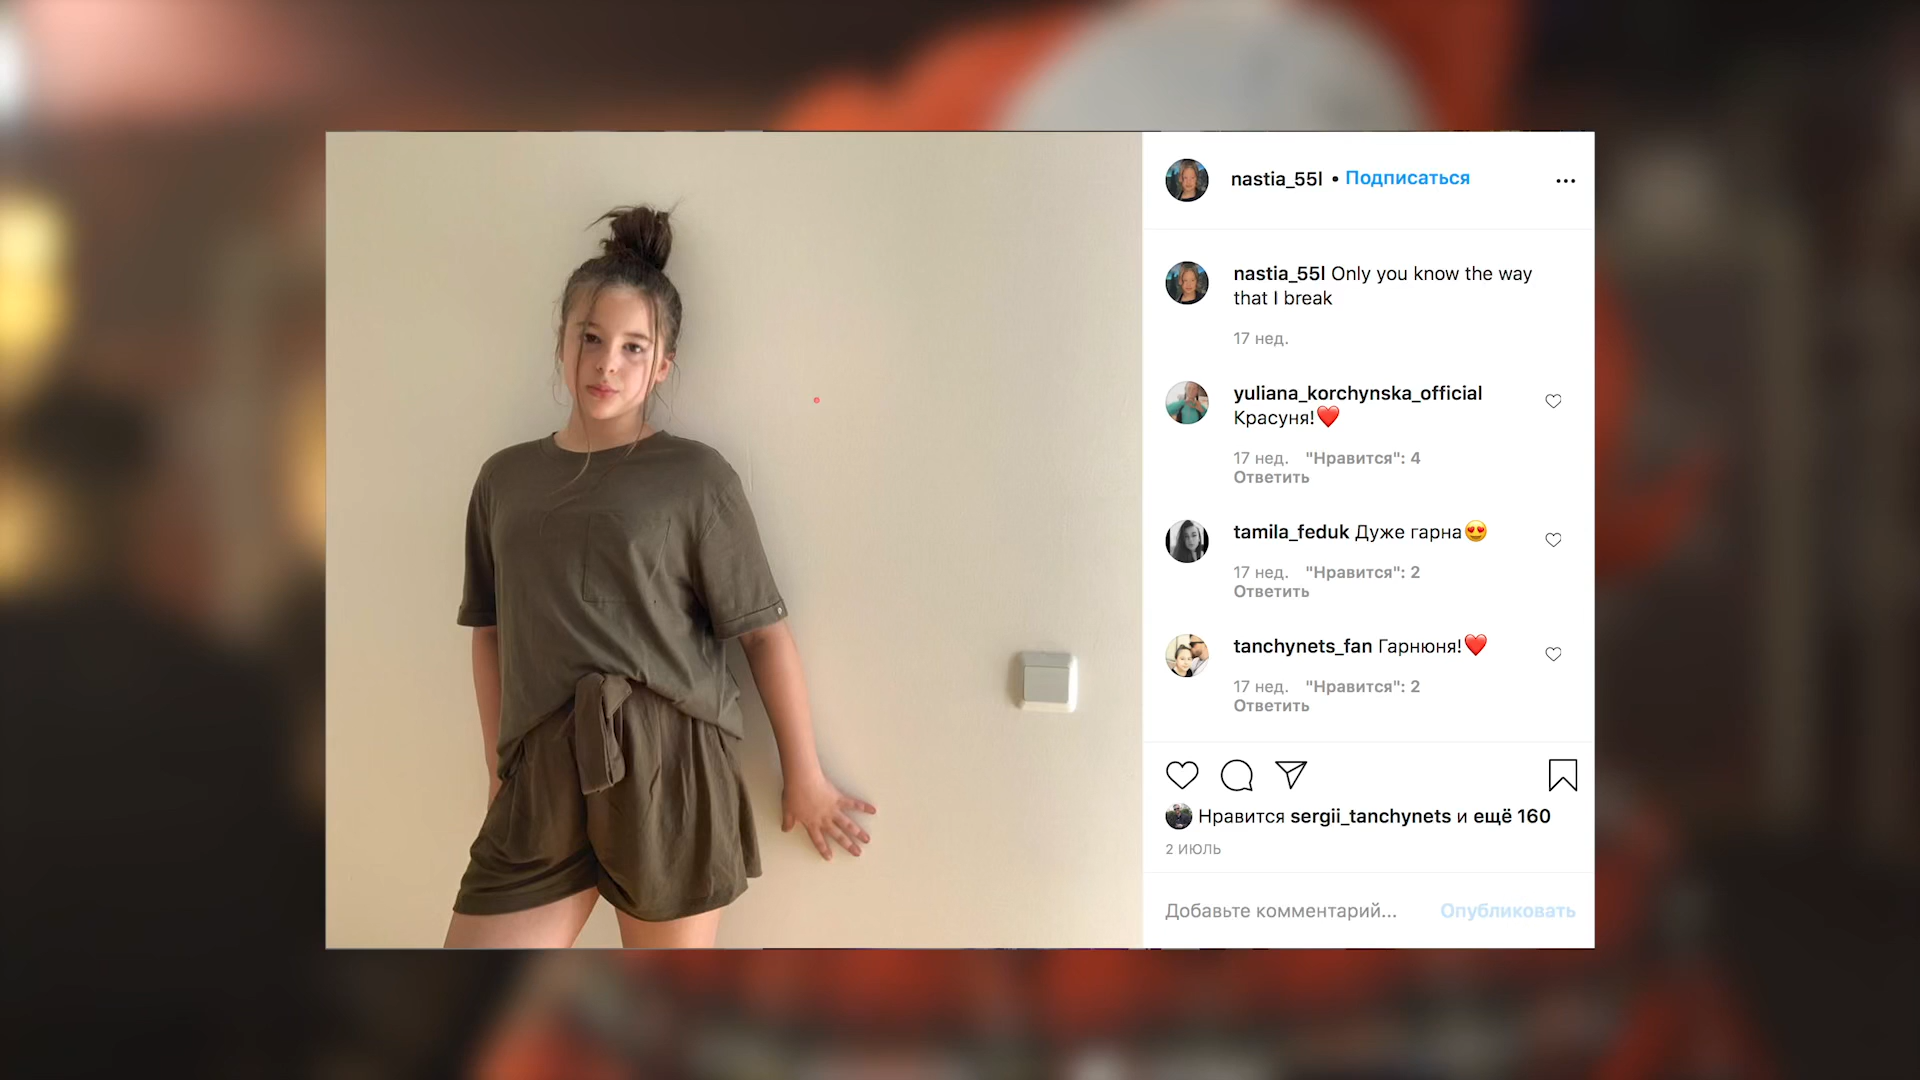 nastia_55l • Подписаться
nastia_55l Only you know the way
that I break
17 нед.
yuliana_korchynska_official
Красуня!❤️
17 нед. "Нравится": 4
Ответить
tamila_feduk Дуже гарна😍
17 нед. "Нравится": 2
Ответить
tanchynets_fan Гарнюня!❤️
17 нед. "Нравится": 2
Ответить
Нравится sergii_tanchynets и ещё 160
2 ИЮЛЬ
Добавьте комментарий... Опубликовать